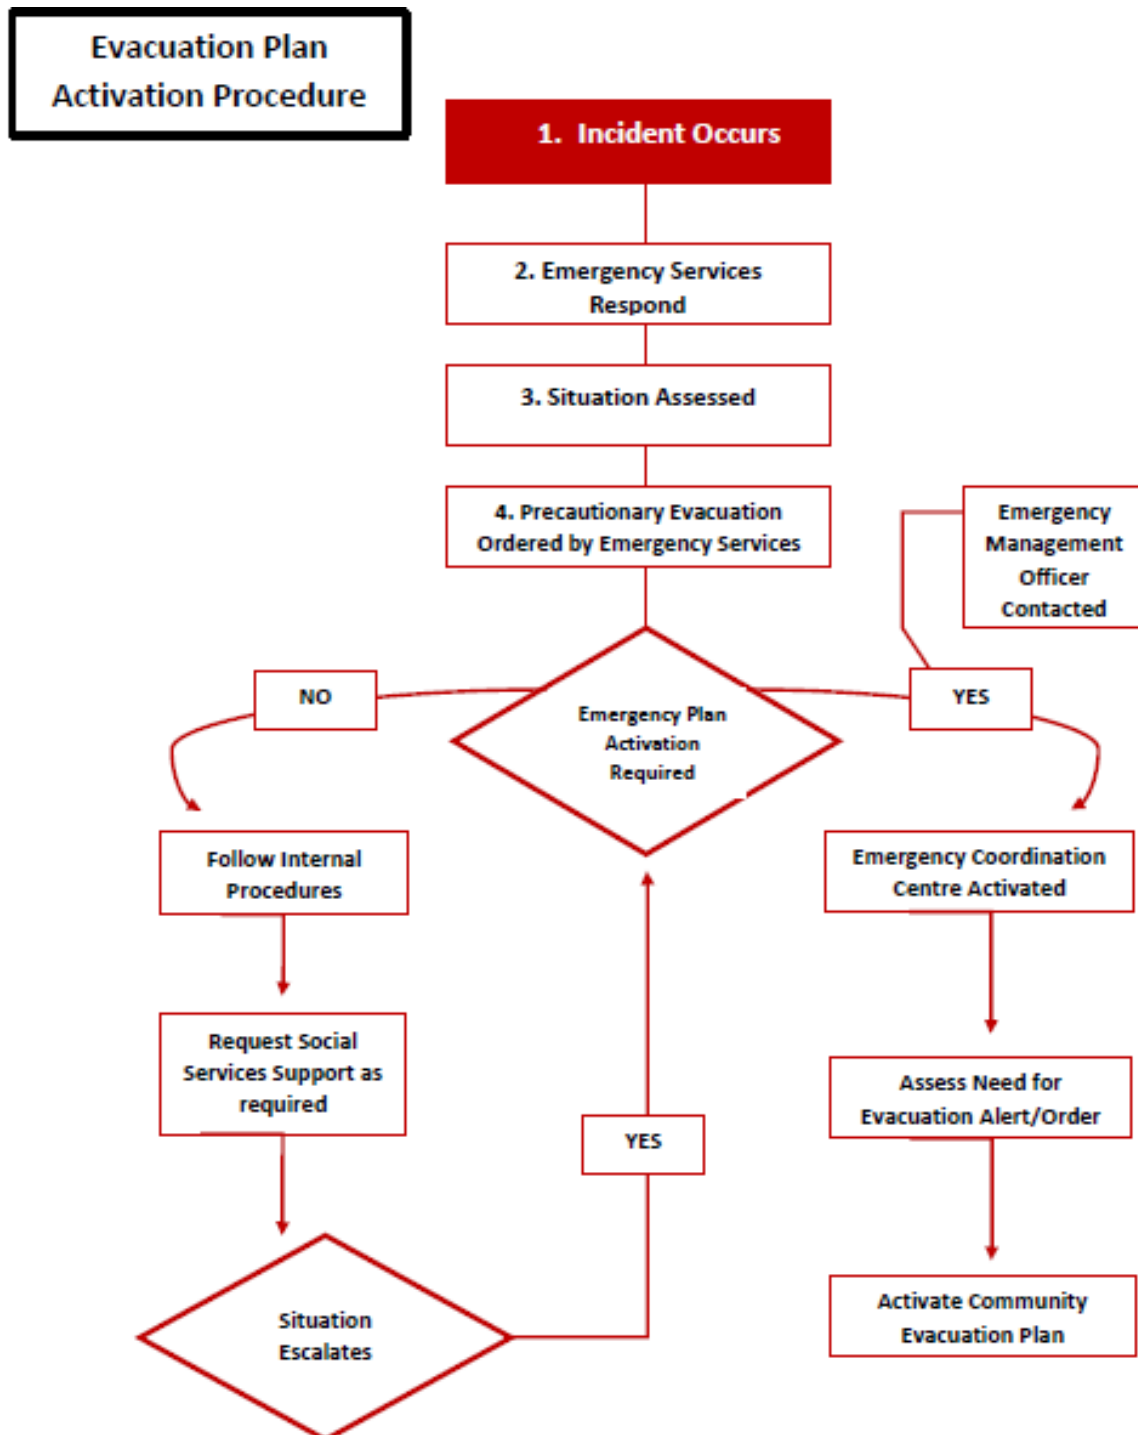 Evacuation Plan
Activation Procedure
1. Incident Occurs
2. Emergency Services
Respond
3. Situation Assessed
4. Precautionary Evacuation
Ordered by Emergency Services
Emergency
Management
Officer
Contacted
NO
Emergency Plan
Activation
Required
YES
Follow Internal
Procedures
Emergency Coordination
Centre Activated
Request Social
Services Support as
required
Assess Need for
Evacuation Alert/Order
YES
Situation
Escalates
Activate Community
Evacuation Plan